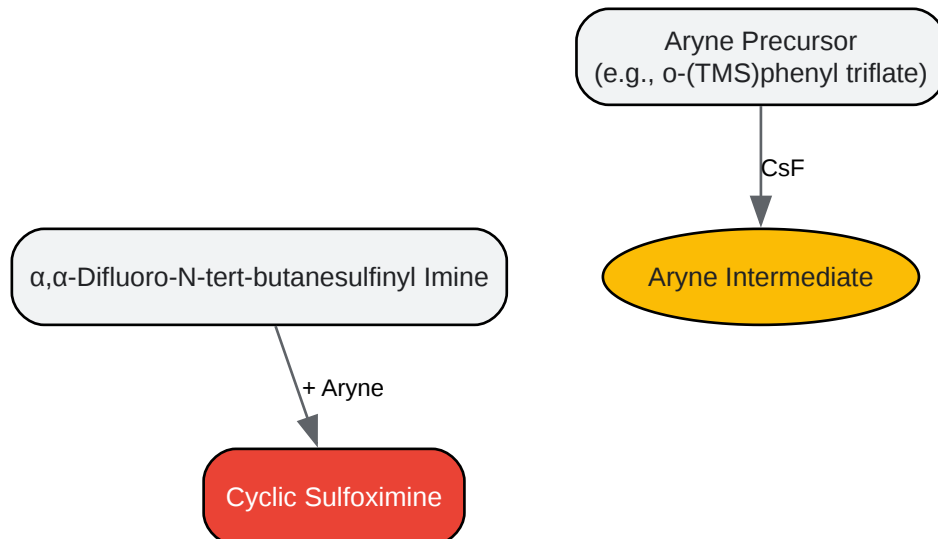 Aryne Precursor
(e.g., o-(TMS)phenyl triflate)
CsF
α,α-Difluoro-N-tert-butanesulfinyl Imine
Aryne Intermediate
+ Aryne
Cyclic Sulfoximine